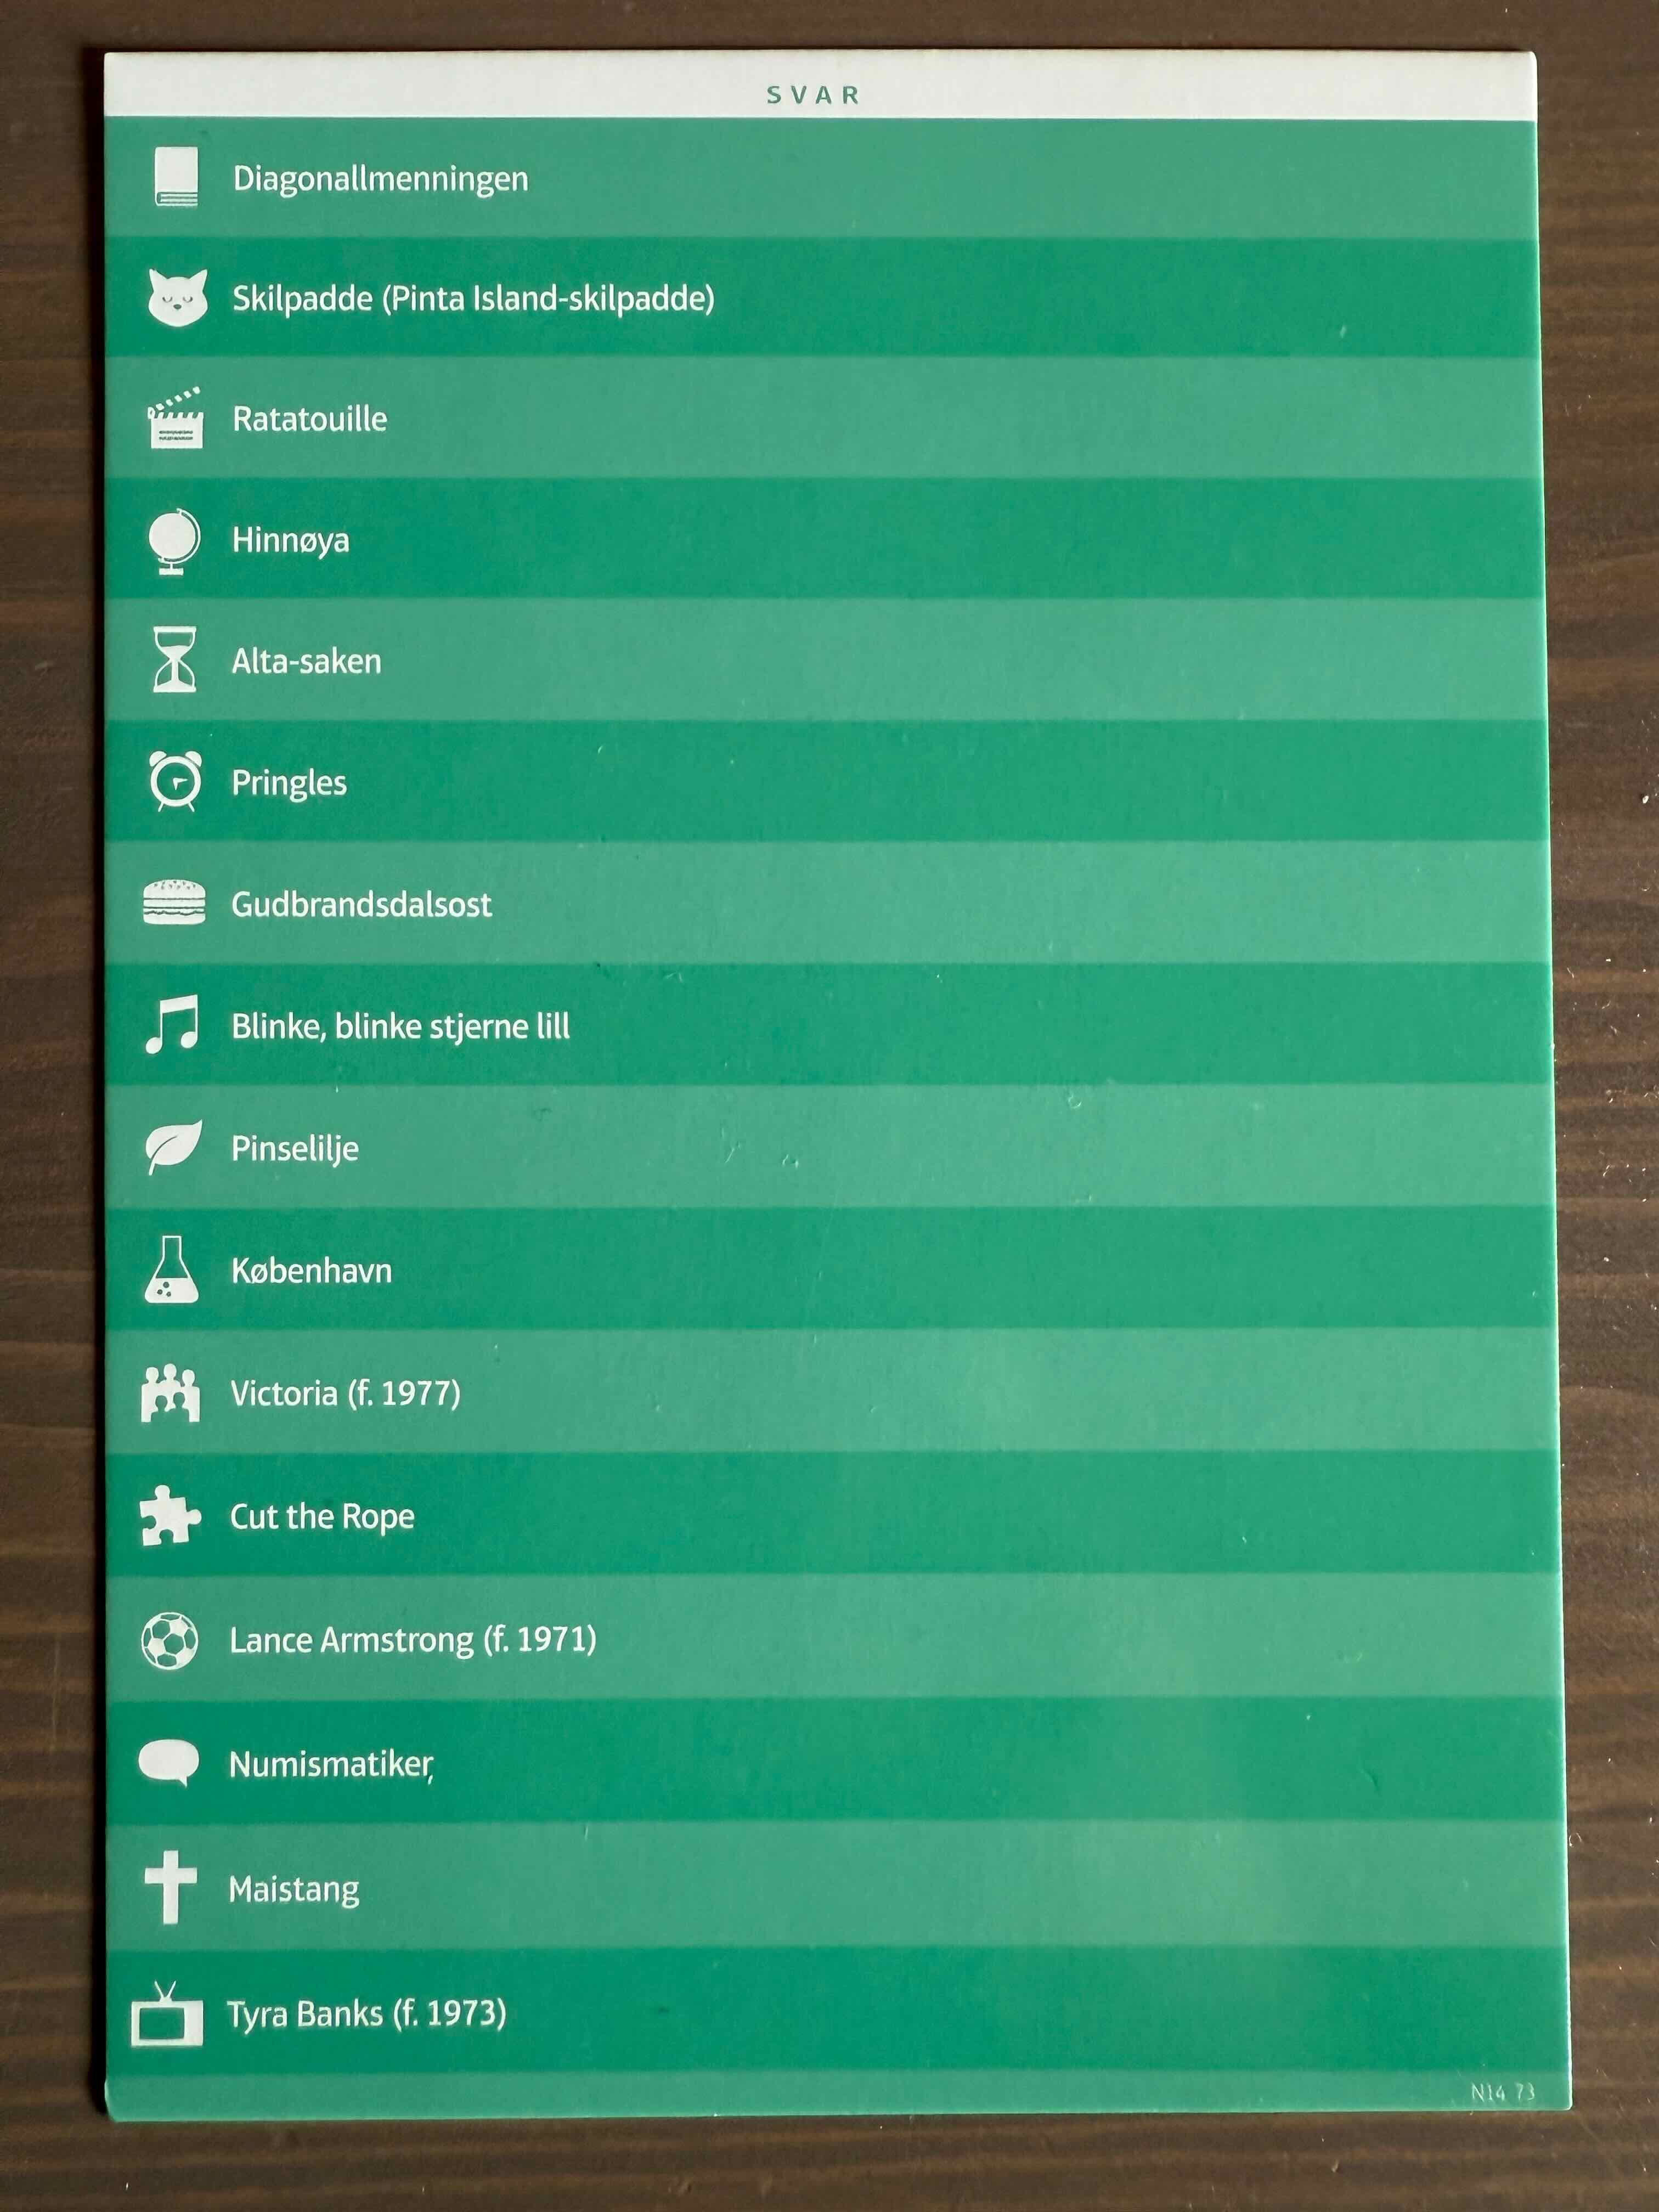 SVAR
Diagonallmenningen
Skilpadde (Pinta Island-skilpadde)
Ratatouille
Hinnøya
Alta-saken
Pringles
Gudbrandsdalsost
Blinke, blinke stjerne lill
Pinselilje
København
Victoria (f. 1977)
Cut the Rope
Lance Armstrong (f. 1971)
Numismatiker,
Maistang
Tyra Banks (f. 1973)
N14 73